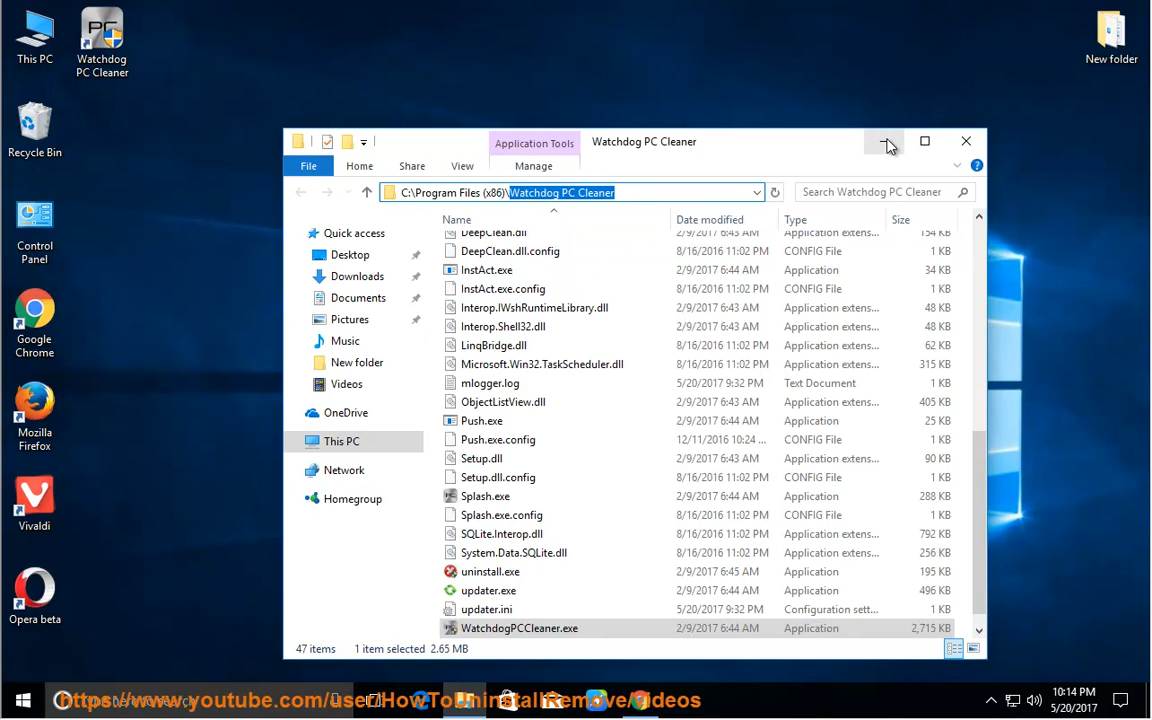 This PC
Watchdog
PC Cleaner
New folder
Recycle Bin
Control
Panel
Google
Chrome
Mozilla
Firefox
Vivaldi
Opera beta
Application Tools
Watchdog PC Cleaner
File
Home
Share
View
Manage
C:\Program Files (x86)\Watchdog PC Cleaner
Search Watchdog PC Cleaner
Quick access
Desktop
Downloads
Documents
Pictures
Music
New folder
Videos
OneDrive
This PC
Network
Homegroup
Name Date modified Type Size
DeepClean.dll 2/9/2017 6:43 AM Application extens... 154 KB
DeepClean.dll.config 8/16/2016 11:02 PM CONFIG File 1 KB
InstAct.exe 2/9/2017 6:44 AM Application 34 KB
InstAct.exe.config 8/16/2016 11:02 PM CONFIG File 1 KB
Interop.IWshRuntimeLibrary.dll 2/9/2017 6:43 AM Application extens... 48 KB
Interop.Shell32.dll 2/9/2017 6:43 AM Application extens... 48 KB
LinqBridge.dll 2/9/2017 6:43 AM Application extens... 62 KB
Microsoft.Win32.TaskScheduler.dll 8/16/2016 11:02 PM Application extens... 315 KB
mlogger.log 5/20/2017 9:32 PM Text Document 1 KB
ObjectListView.dll 2/9/2017 6:43 AM Application extens... 405 KB
Push.exe 2/9/2017 6:44 AM Application 25 KB
Push.exe.config 12/11/2016 10:24 ... CONFIG File 1 KB
Setup.dll 2/9/2017 6:43 AM Application extens... 90 KB
Setup.dll.config 8/16/2016 11:02 PM CONFIG File 1 KB
Splash.exe 2/9/2017 6:44 AM Application 288 KB
Splash.exe.config 8/16/2016 11:02 PM CONFIG File 1 KB
SQLite.Interop.dll 8/16/2016 11:02 PM Application extens... 792 KB
System.Data.SQLite.dll 8/16/2016 11:02 PM Application extens... 256 KB
uninstall.exe 2/9/2017 6:45 AM Application 195 KB
updater.exe 2/9/2017 6:44 AM Application 496 KB
updater.ini 5/20/2017 9:32 PM Configuration sett... 1 KB
WatchdogPCCleaner.exe 2/9/2017 6:44 AM Application 2,715 KB
47 items 1 item selected 2.65 MB
https://www.youtube.com/user/HowToUninstallRemove/videos
10:14 PM
5/20/2017